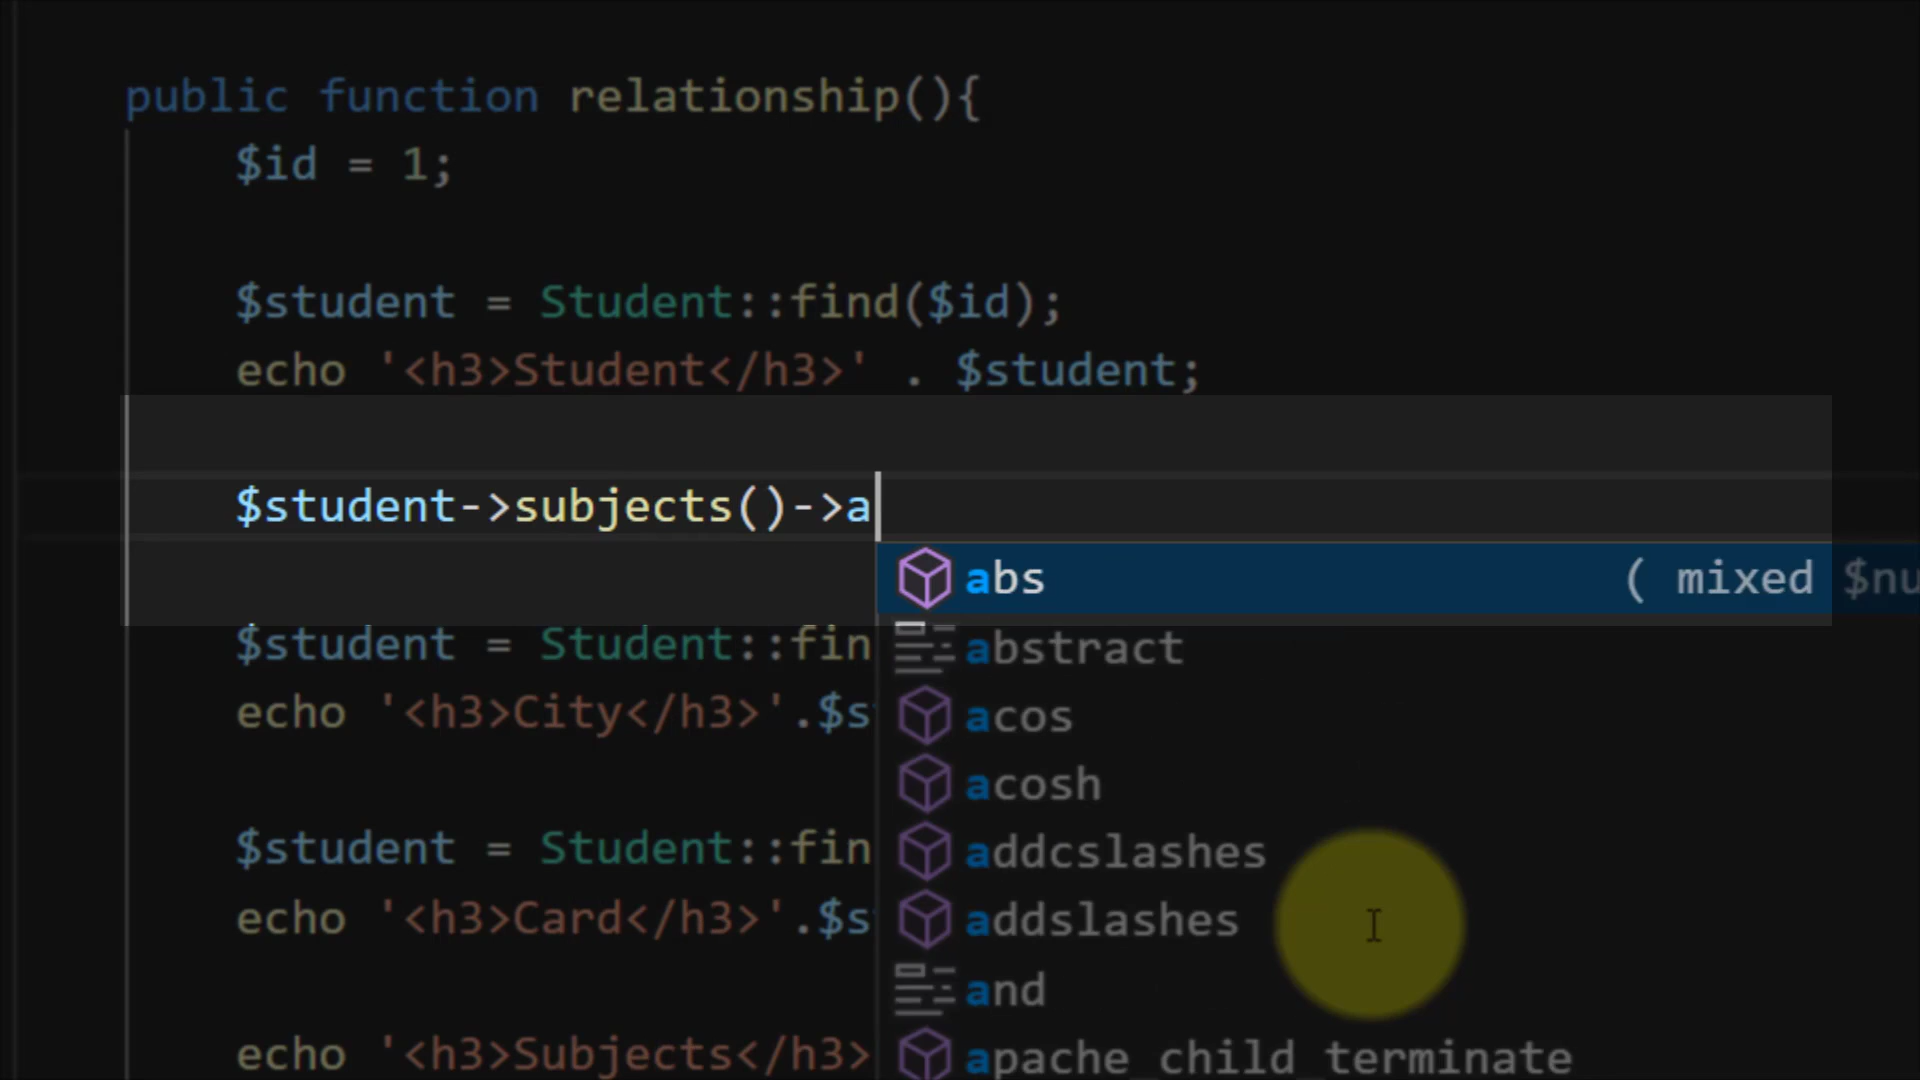 public function relationship(){
$id = 1;
$student = Student::find($id);
echo '<h3>Student</h3>' . $student;
$student->subjects()->a
abs ( mixed $nu
$student = Student::fin
abstract
echo '<h3>City</h3>'.$s
acos
acosh
$student = Student::fin
addcslashes
echo '<h3>Card</h3>'.$s
addslashes
and
echo '<h3>Subjects</h3>
apache_child_terminate